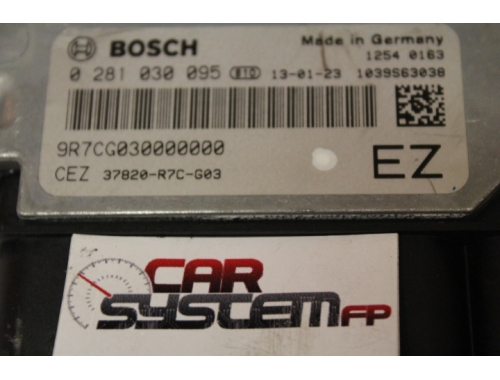 BOSCH
Made in Germany
1254 0163
0 281 030 095 13-01-23 1039S63038
9R7CG030000000
CEZ 37820-R7C-G03
EZ
CAR
SYSTEM FP